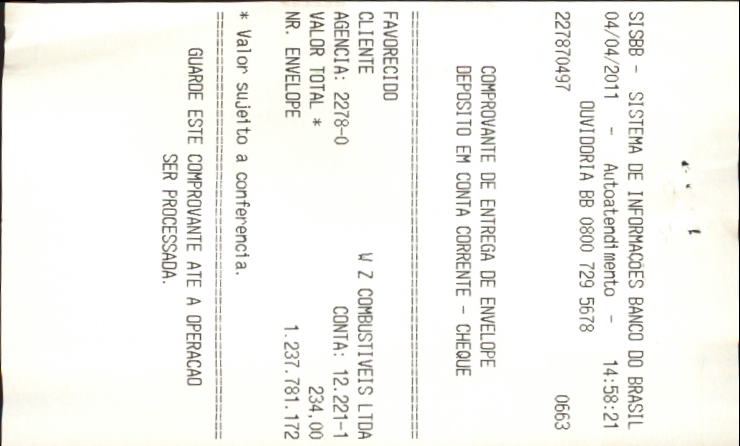 SISBB - SISTEMA DE INFORMAÇOES BANCO DO BRASIL
04/04/2011 - Autoatendimento - 14:58:21
OUVIDORIA BB 0800 729 5678
227870497 0663
COMPROVANTE DE ENTREGA DE ENVELOPE
DEPOSITO EM CONTA CORRENTE - CHEQUE
================================================
FAVORECIDO
CLIENTE W Z COMBUSTIVEIS LTDA
AGENCIA: 2278-0 CONTA: 12.221-1
VALOR TOTAL * 234,00
NR. ENVELOPE 1.237.781.172
================================================
* Valor sujeito a conferencia.
GUARDE ESTE COMPROVANTE ATE A OPERACAO
SER PROCESSADA.